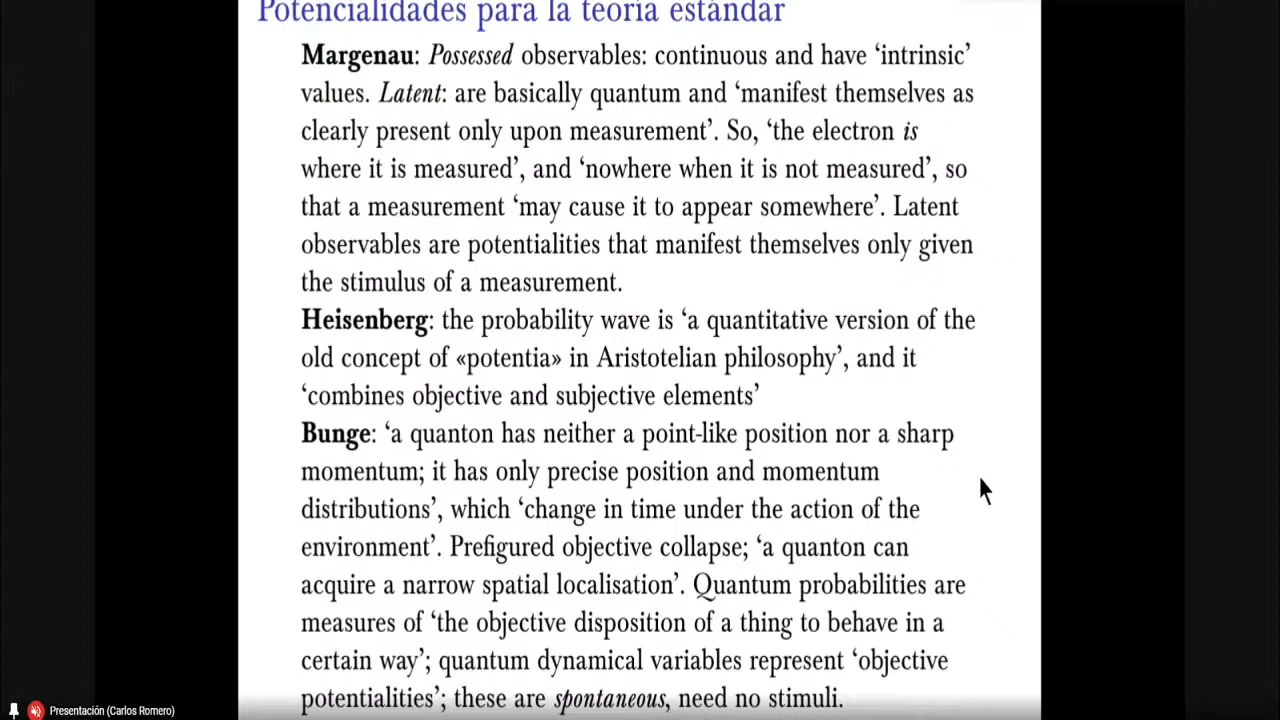 Potencialidades para la teoría estándar
Margenau: Possessed observables: continuous and have ‘intrinsic’
values. Latent: are basically quantum and ‘manifest themselves as
clearly present only upon measurement’. So, ‘the electron is
where it is measured’, and ‘nowhere when it is not measured’, so
that a measurement ‘may cause it to appear somewhere’. Latent
observables are potentialities that manifest themselves only given
the stimulus of a measurement.
Heisenberg: the probability wave is ‘a quantitative version of the
old concept of «potentia» in Aristotelian philosophy’, and it
‘combines objective and subjective elements’
Bunge: ‘a quanton has neither a point-like position nor a sharp
momentum; it has only precise position and momentum
distributions’, which ‘change in time under the action of the
environment’. Prefigured objective collapse; ‘a quanton can
acquire a narrow spatial localisation’. Quantum probabilities are
measures of ‘the objective disposition of a thing to behave in a
certain way’; quantum dynamical variables represent ‘objective
potentialities’; these are spontaneous, need no stimuli.
Presentación (Carlos Romero)